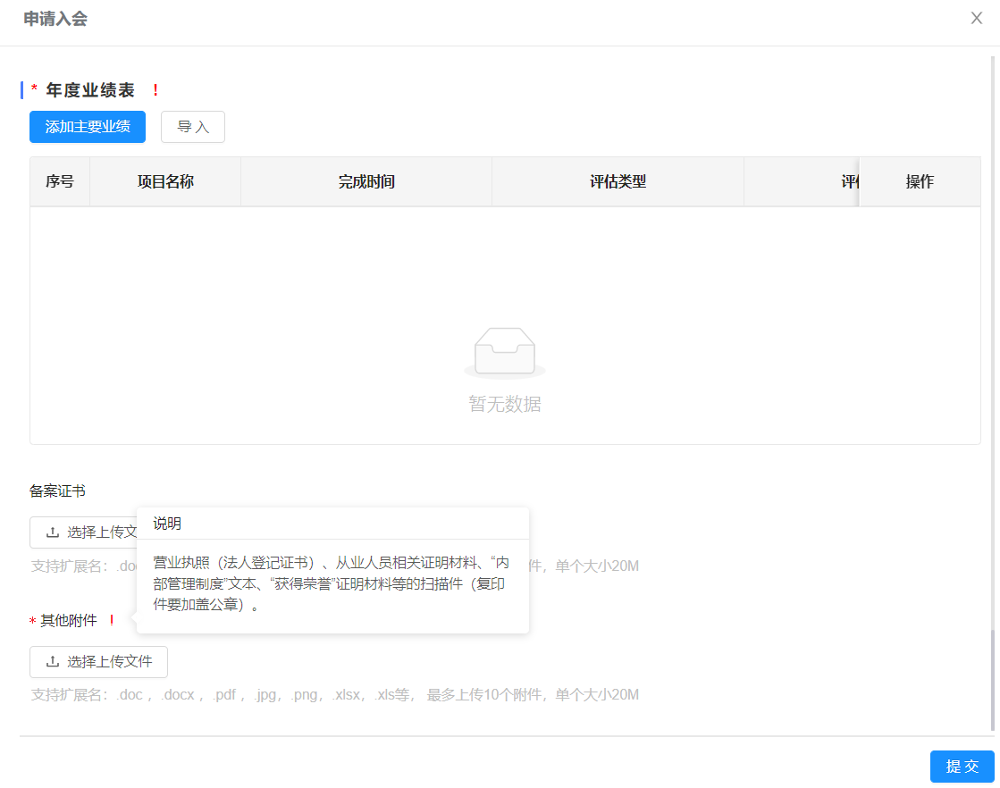 申请入会
X
* 年度业绩表 !
添加主要业绩 导 入
序号 项目名称 完成时间 评估类型 操作
暂无数据
备案证书
选择上传文
支持扩展名: .do 件, 单个大小20M
说明
营业执照（法人登记证书）、从业人员相关证明材料、“内
部管理制度”文本、“获得荣誉”证明材料等的扫描件（复印
件要加盖公章）。
* 其他附件 !
选择上传文件
支持扩展名: .doc , .docx , .pdf , .jpg, .png, .xlsx, .xls等, 最多上传10个附件, 单个大小20M
提 交